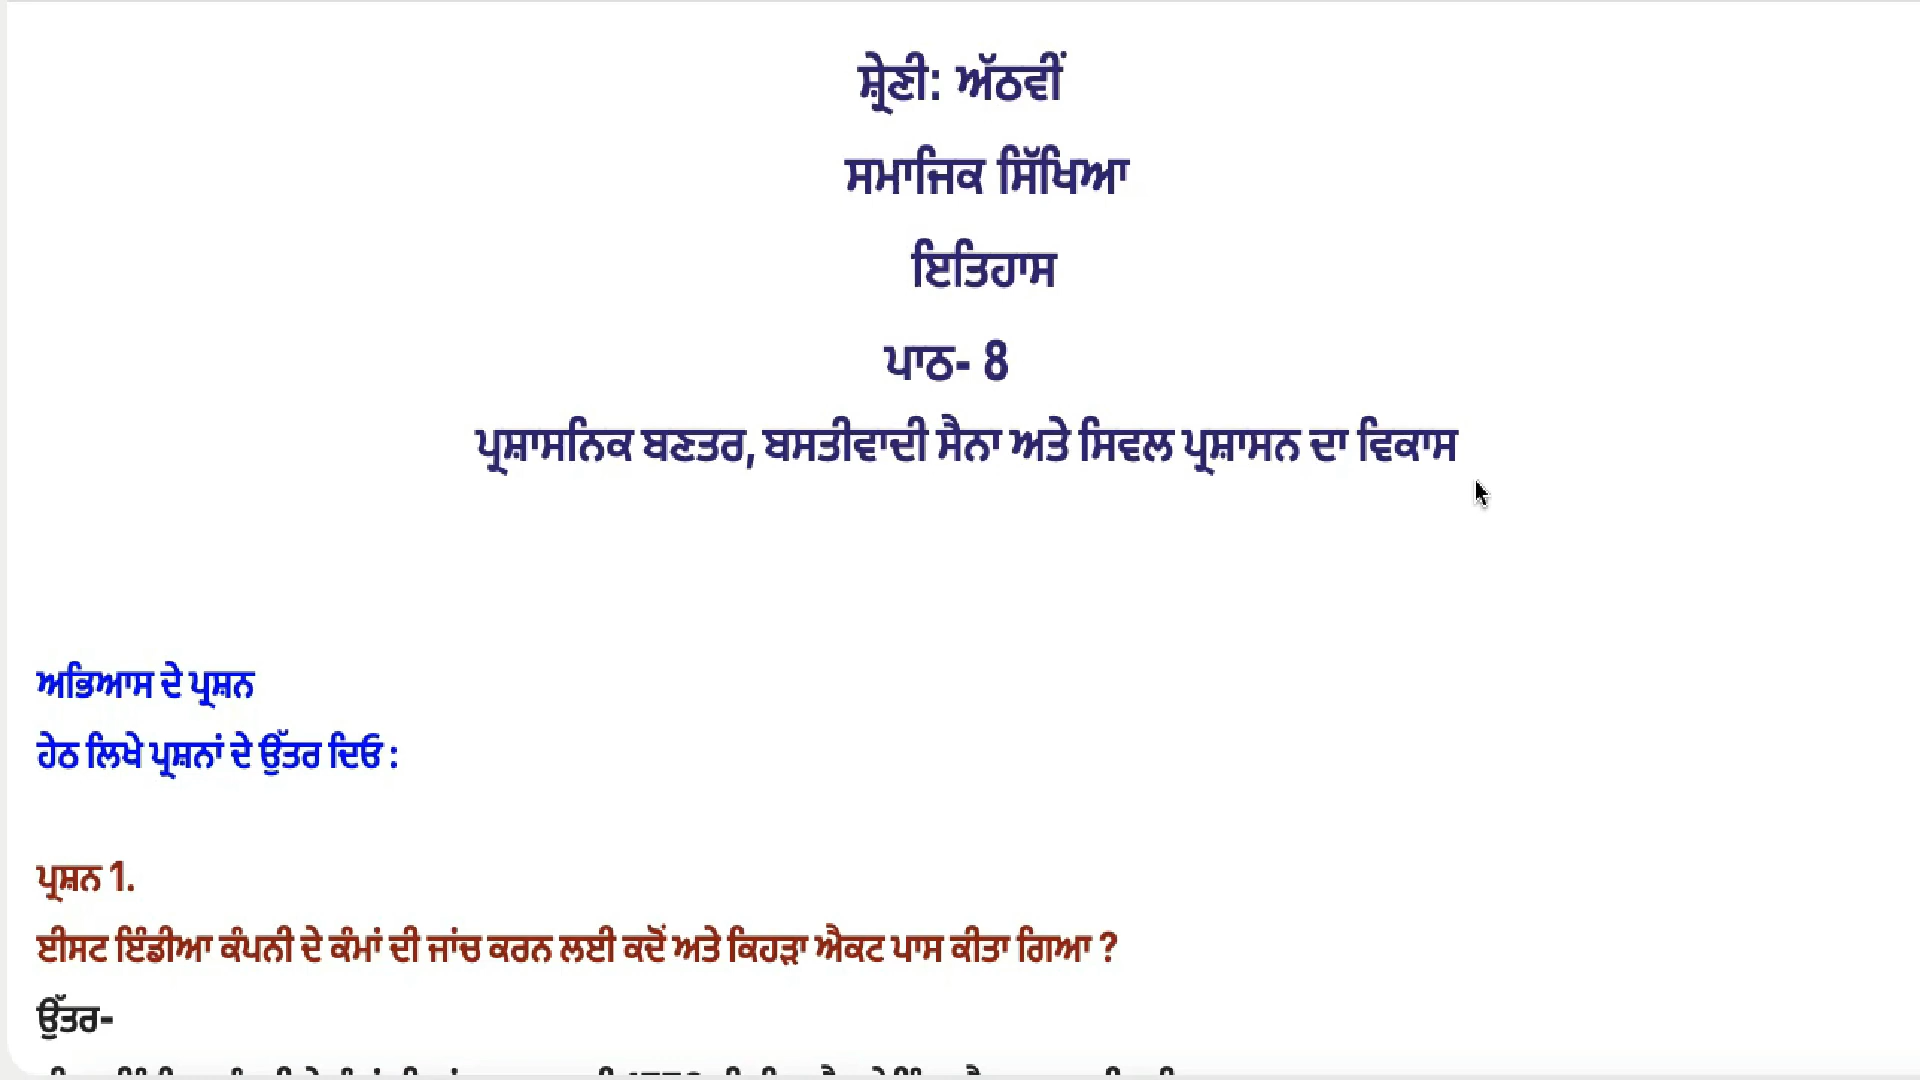 ਸ਼੍ਰੇਣੀ: ਅੱਠਵੀਂ
ਸਮਾਜਿਕ ਸਿੱਖਿਆ
ਇਤਿਹਾਸ
ਪਾਠ- 8
ਪ੍ਰਸ਼ਾਸਨਿਕ ਬਣਤਰ, ਬਸਤੀਵਾਦੀ ਸੈਨਾ ਅਤੇ ਸਿਵਲ ਪ੍ਰਸ਼ਾਸਨ ਦਾ ਵਿਕਾਸ
ਅਭਿਆਸ ਦੇ ਪ੍ਰਸ਼ਨ
ਹੇਠ ਲਿਖੇ ਪ੍ਰਸ਼ਨਾਂ ਦੇ ਉੱਤਰ ਦਿਓ :
ਪ੍ਰਸ਼ਨ 1.
ਈਸਟ ਇੰਡੀਆ ਕੰਪਨੀ ਦੇ ਕੰਮਾਂ ਦੀ ਜਾਂਚ ਕਰਨ ਲਈ ਕਦੋਂ ਅਤੇ ਕਿਹੜਾ ਐਕਟ ਪਾਸ ਕੀਤਾ ਗਿਆ ?
ਉੱਤਰ-